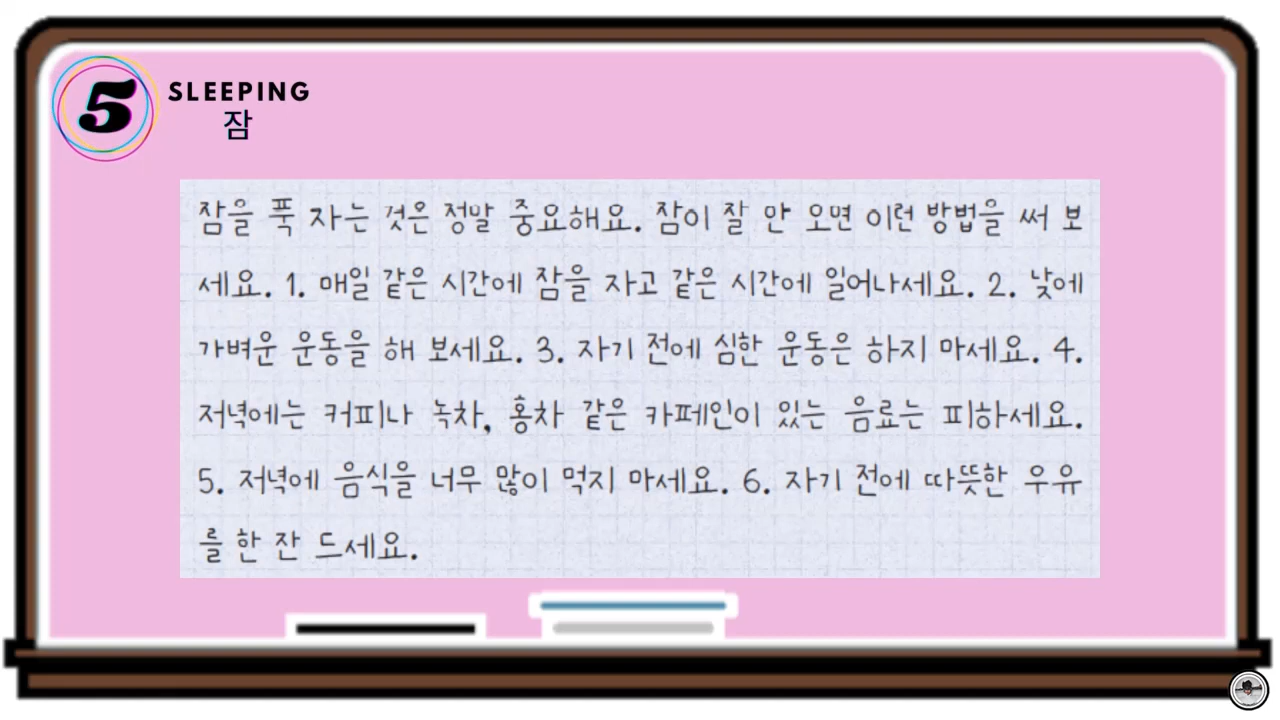 5
SLEEPING
잠
잠을 푹 자는 것은 정말 중요해요. 잠이 잘 안 오면 이런 방법을 써 보
세요. 1. 매일 같은 시간에 잠을 자고 같은 시간에 일어나세요. 2. 낮에
가벼운 운동을 해 보세요. 3. 자기 전에 심한 운동은 하지 마세요. 4.
저녁에는 커피나 녹차, 홍차 같은 카페인이 있는 음료는 피하세요.
5. 저녁에 음식을 너무 많이 먹지 마세요. 6. 자기 전에 따뜻한 우유
를 한 잔 드세요.